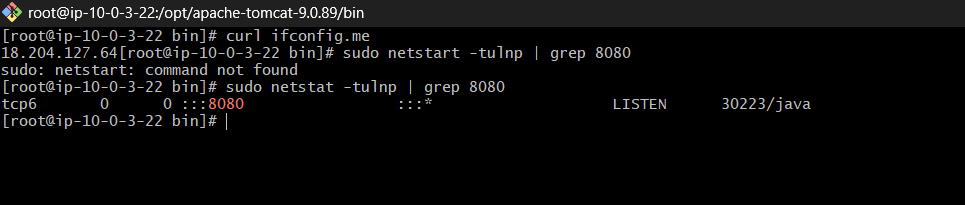 root@ip-10-0-3-22:/opt/apache-tomcat-9.0.89/bin
[root@ip-10-0-3-22 bin]# curl ifconfig.me
18.204.127.64[root@ip-10-0-3-22 bin]# sudo netstart -tulnp | grep 8080
sudo: netstart: command not found
[root@ip-10-0-3-22 bin]# sudo netstat -tulnp | grep 8080
tcp6       0      0 :::8080                 :::*                    LISTEN      30223/java
[root@ip-10-0-3-22 bin]#